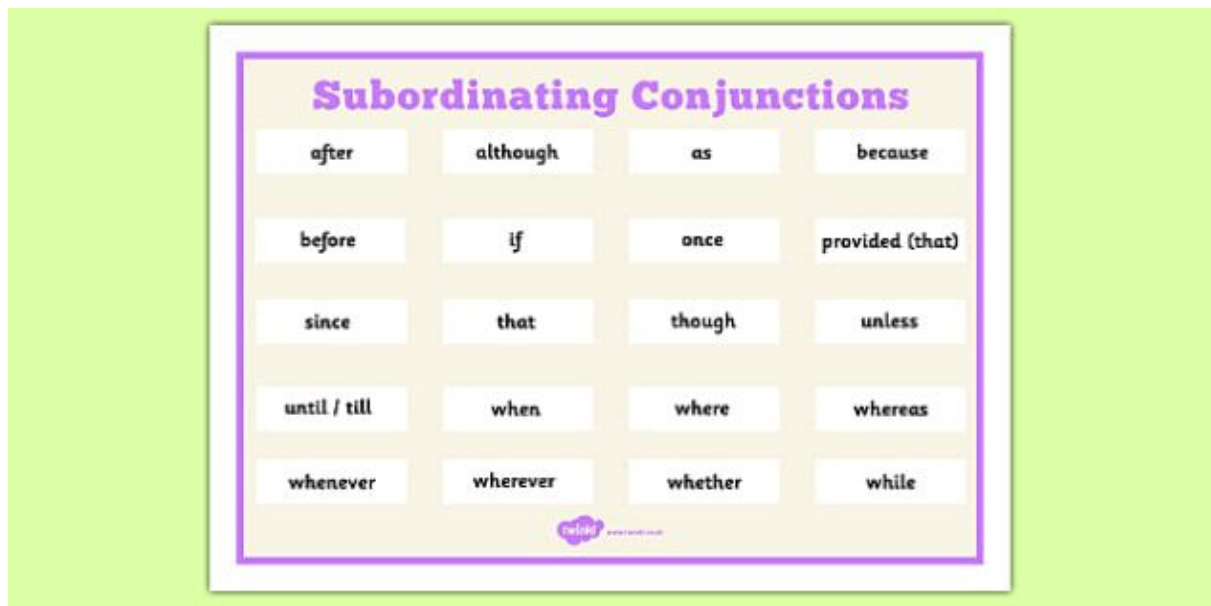 Subordinating Conjunctions
after although as because
before if once provided (that)
since that though unless
until / till when where whereas
whenever wherever whether while
twinkl